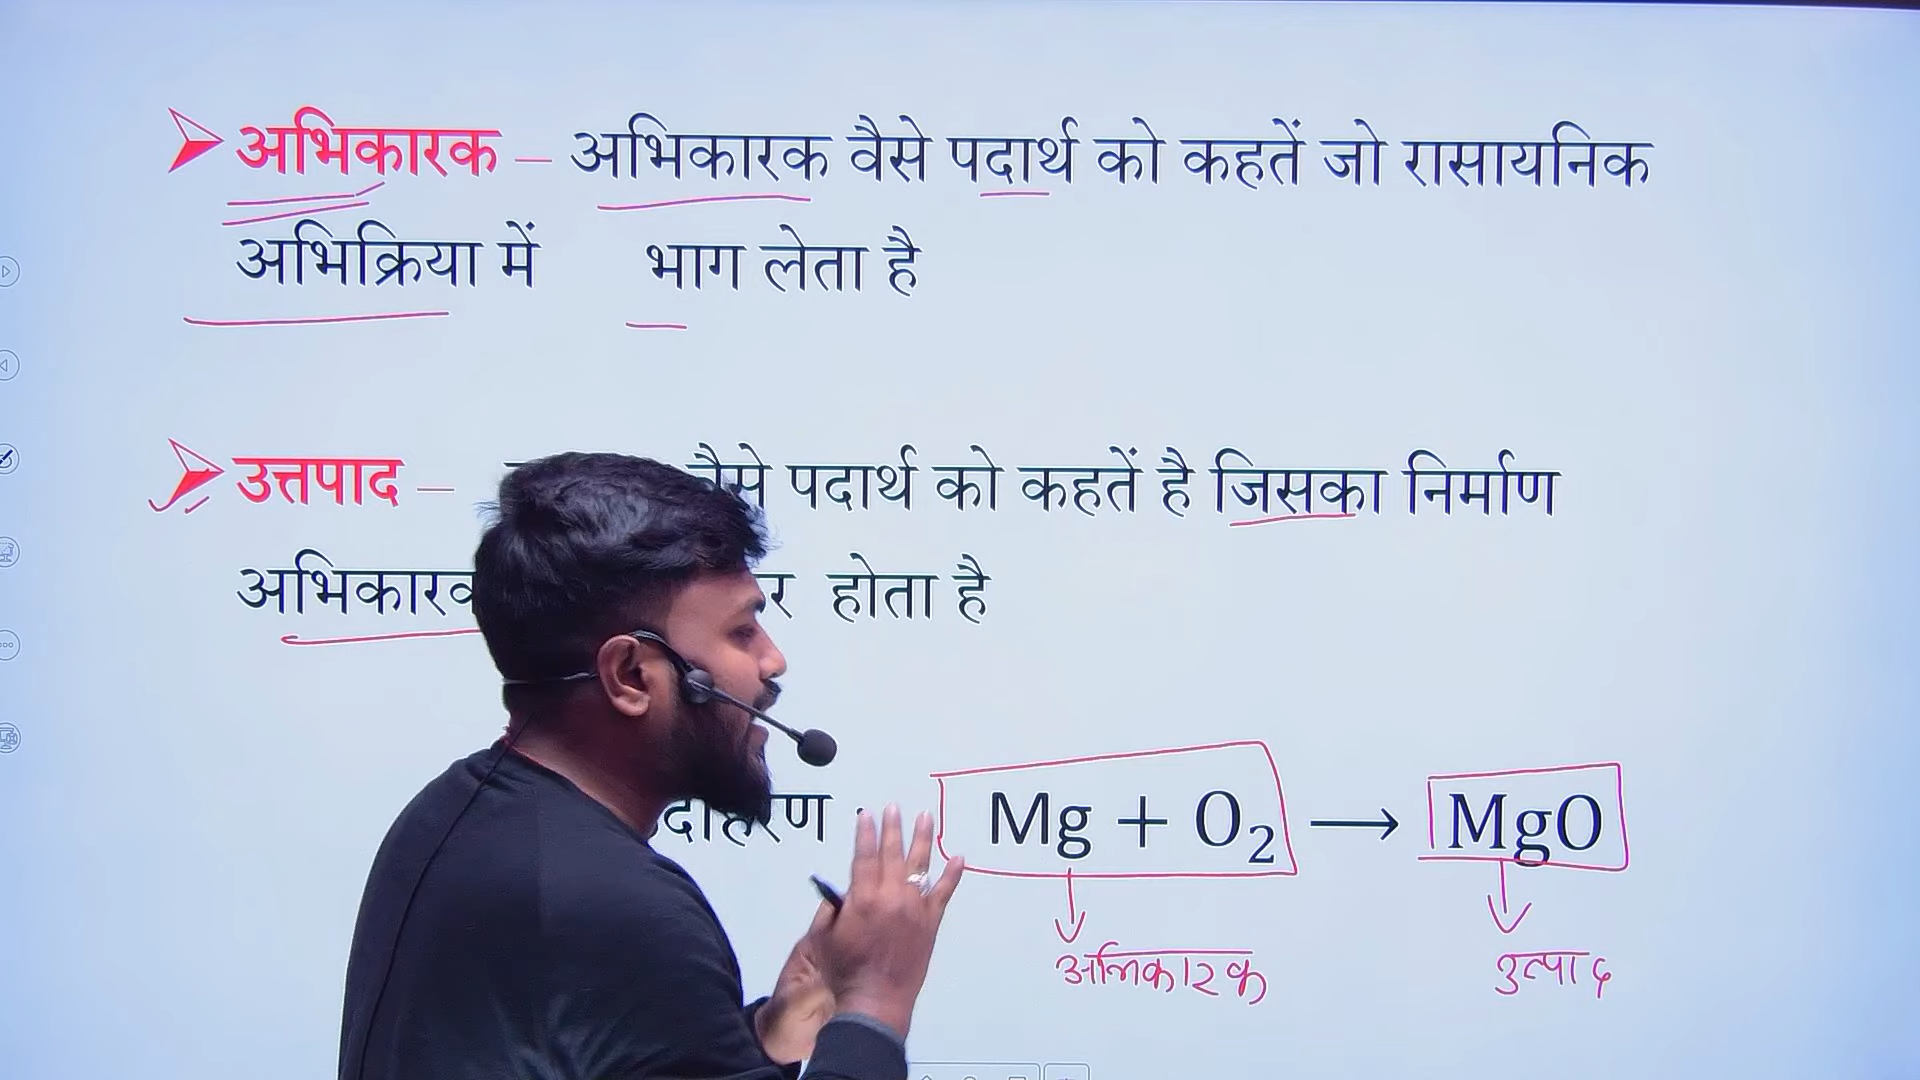 अभिकारक – अभिकारक वैसे पदार्थ को कहतें जो रासायनिक
अभिक्रिया में भाग लेता है
उत्तपाद – वैसे पदार्थ को कहतें है जिसका निर्माण
होता है
Mg + O₂ → MgO
अभिकारक उत्पाद